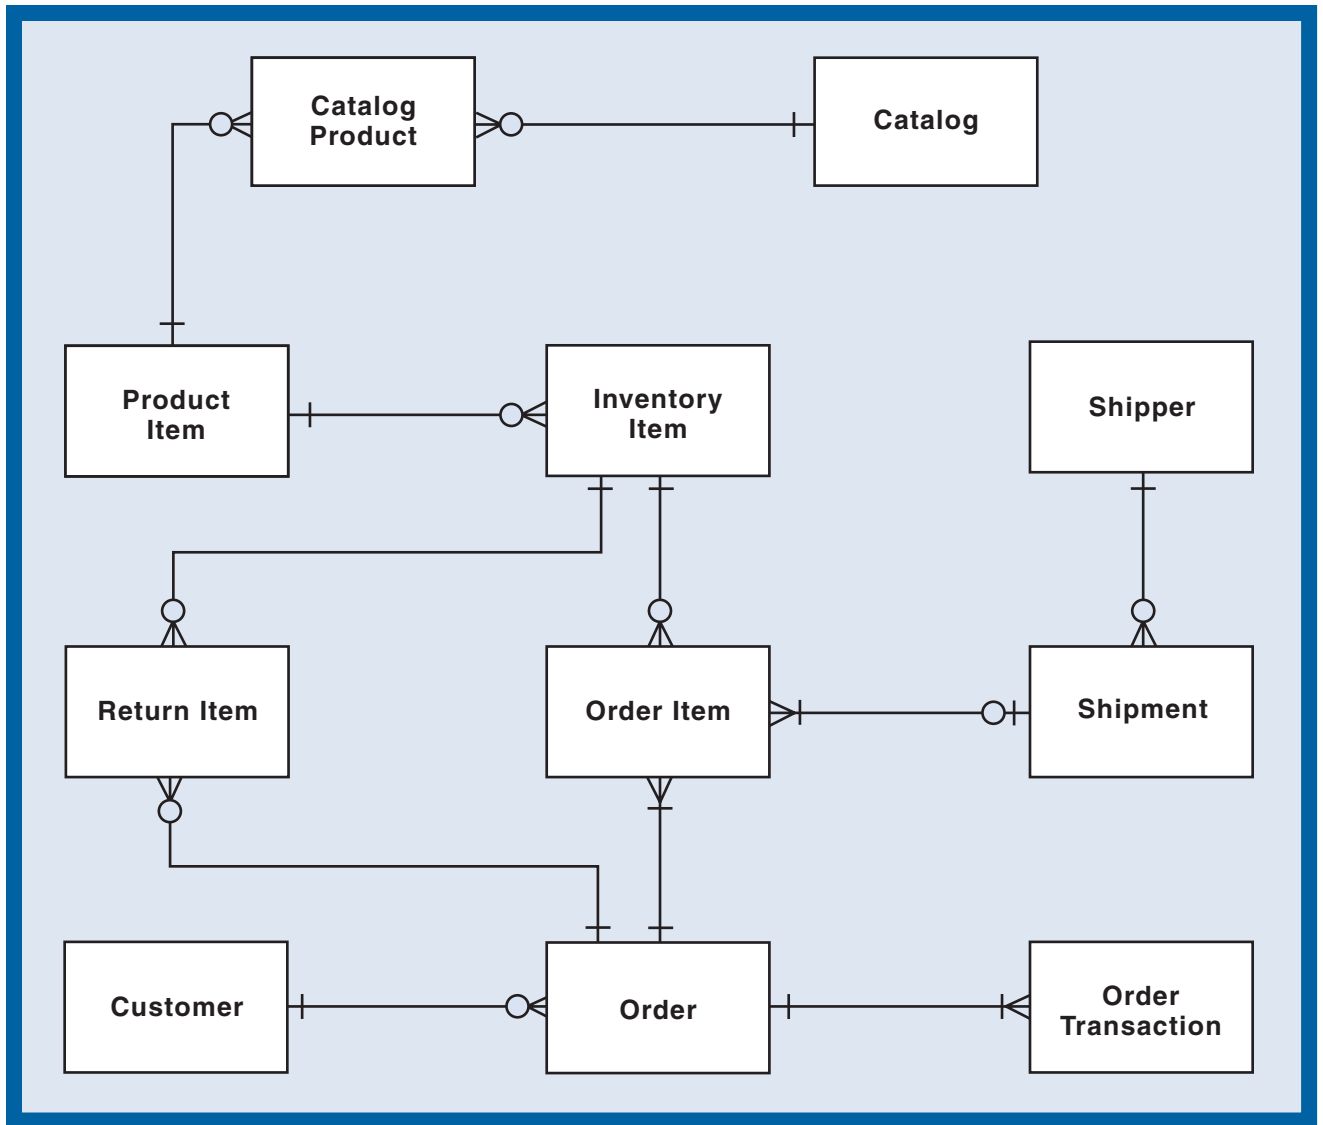 Catalog
Product
Catalog
Product
Item
Inventory
Item
Shipper
Return Item
Order Item
Shipment
Customer
Order
Order
Transaction